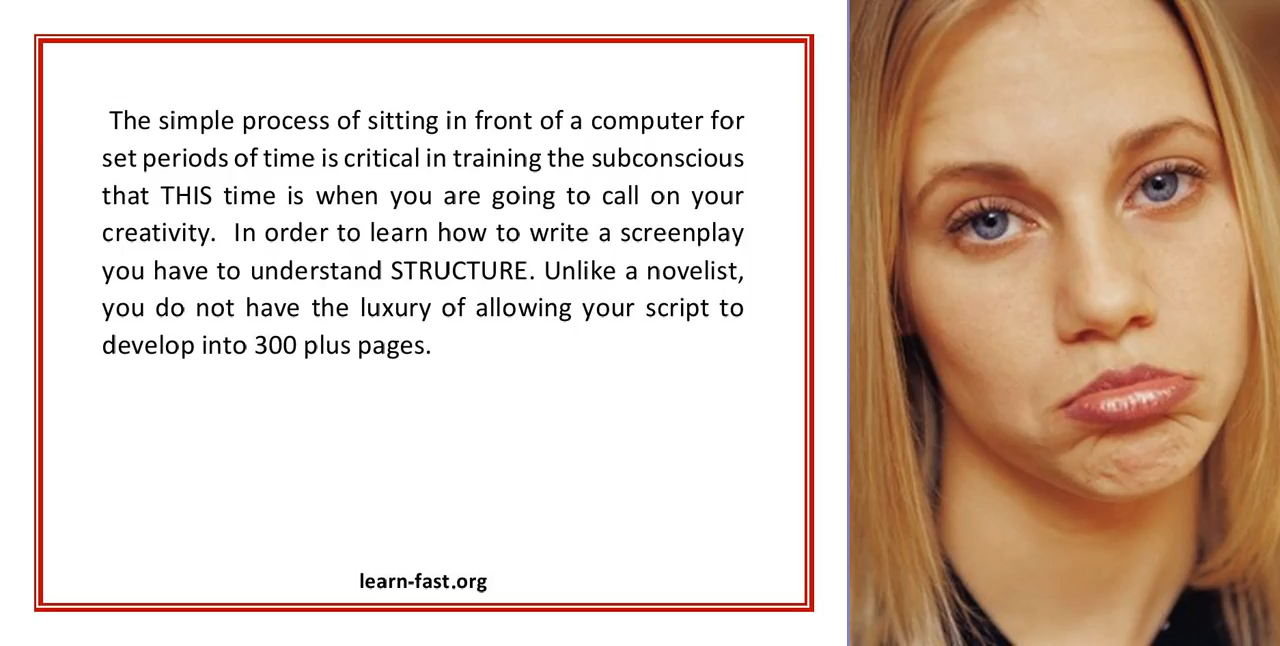 The simple process of sitting in front of a computer for
set periods of time is critical in training the subconscious
that THIS time is when you are going to call on your
creativity.  In order to learn how to write a screenplay
you have to understand STRUCTURE. Unlike a novelist,
you do not have the luxury of allowing your script to
develop into 300 plus pages.
learn-fast.org